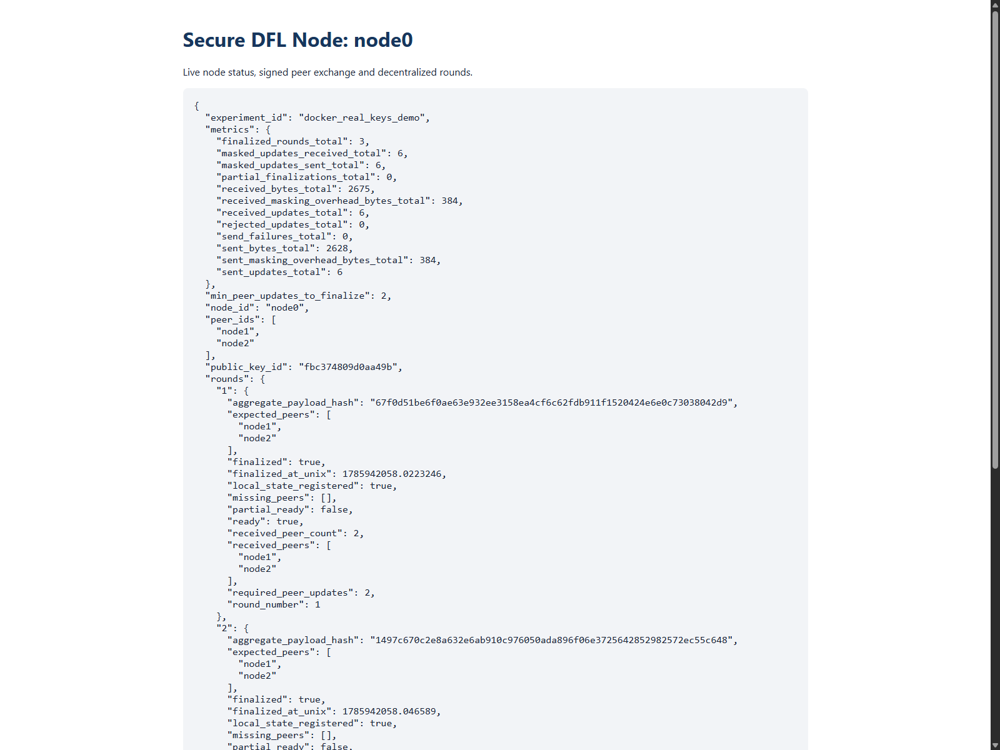 Secure DFL Node: node0
Live node status, signed peer exchange and decentralized rounds.
{
  "experiment_id": "docker_real_keys_demo",
  "metrics": {
    "finalized_rounds_total": 3,
    "masked_updates_received_total": 6,
    "masked_updates_sent_total": 6,
    "partial_finalizations_total": 0,
    "received_bytes_total": 2675,
    "received_masking_overhead_bytes_total": 384,
    "received_updates_total": 6,
    "rejected_updates_total": 0,
    "send_failures_total": 0,
    "sent_bytes_total": 2628,
    "sent_masking_overhead_bytes_total": 384,
    "sent_updates_total": 6
  },
  "min_peer_updates_to_finalize": 2,
  "node_id": "node0",
  "peer_ids": [
    "node1",
    "node2"
  ],
  "public_key_id": "fbc374809d0aa49b",
  "rounds": {
    "1": {
      "aggregate_payload_hash": "67f0d51be6f0ae63e932ee3158ea4cf6c62fdb911f1520424e6e0c73038042d9",
      "expected_peers": [
        "node1",
        "node2"
      ],
      "finalized": true,
      "finalized_at_unix": 1785942058.0223246,
      "local_state_registered": true,
      "missing_peers": [],
      "partial_ready": false,
      "ready": true,
      "received_peer_count": 2,
      "received_peers": [
        "node1",
        "node2"
      ],
      "required_peer_updates": 2,
      "round_number": 1
    },
    "2": {
      "aggregate_payload_hash": "1497c670c2e8a632e6ab910c976050ada896f06e3725642852982572ec55c648",
      "expected_peers": [
        "node1",
        "node2"
      ],
      "finalized": true,
      "finalized_at_unix": 1785942058.046589,
      "local_state_registered": true,
      "missing_peers": [],
      "partial_ready": false,